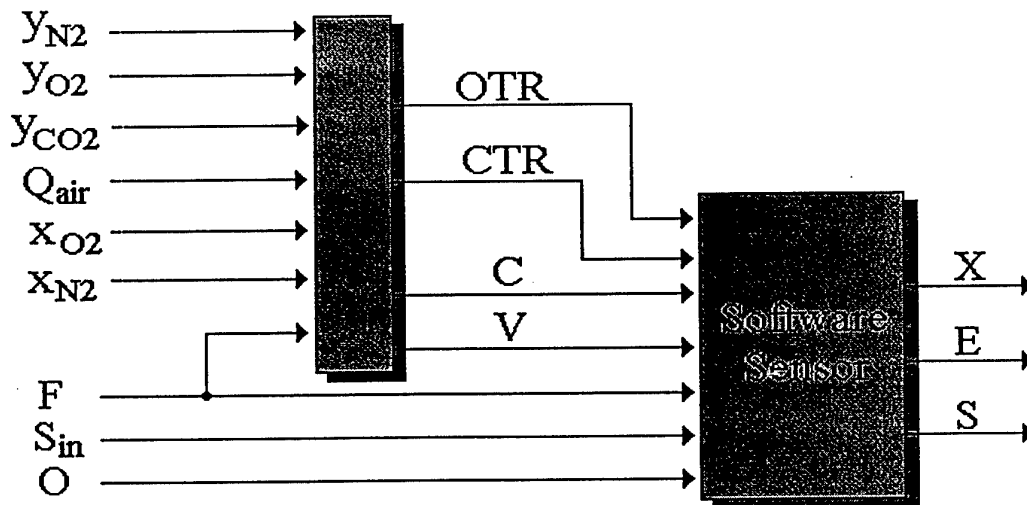 yN2
yO2
yCO2
Qair
xO2
xN2
F
Sin
O
OTR
CTR
C
V
Software
Sensor
X
E
S